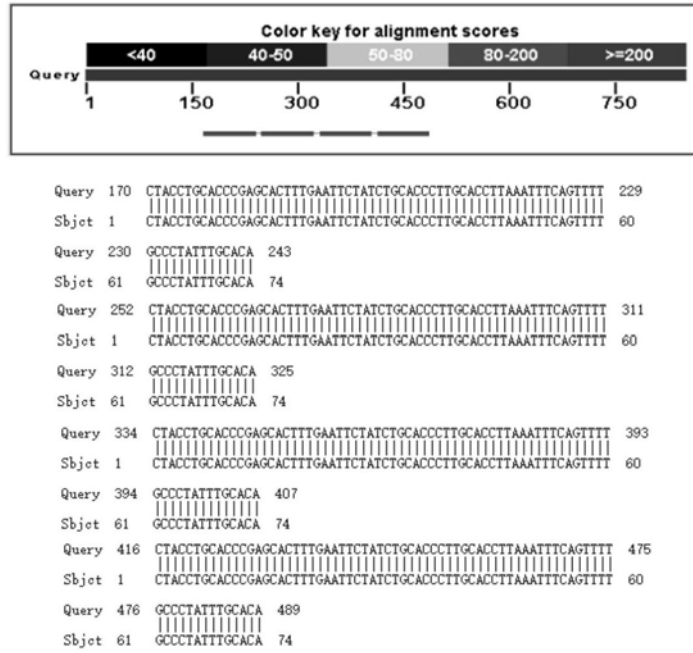 Color key for alignment scores
<40 40-50 50-80 80-200 >=200
Query
1 150 300 450 600 750
Query 170 CTACCTGCACCCGAGCACTTTGAATTCTATCTGCACCCTTGCACCTTAAATTTCAGTTTT 229
Sbjct 1 CTACCTGCACCCGAGCACTTTGAATTCTATCTGCACCCTTGCACCTTAAATTTCAGTTTT 60
Query 230 GCCCTATTTGCACA 243
Sbjct 61 GCCCTATTTGCACA 74
Query 252 CTACCTGCACCCGAGCACTTTGAATTCTATCTGCACCCTTGCACCTTAAATTTCAGTTTT 311
Sbjct 1 CTACCTGCACCCGAGCACTTTGAATTCTATCTGCACCCTTGCACCTTAAATTTCAGTTTT 60
Query 312 GCCCTATTTGCACA 325
Sbjct 61 GCCCTATTTGCACA 74
Query 334 CTACCTGCACCCGAGCACTTTGAATTCTATCTGCACCCTTGCACCTTAAATTTCAGTTTT 393
Sbjct 1 CTACCTGCACCCGAGCACTTTGAATTCTATCTGCACCCTTGCACCTTAAATTTCAGTTTT 60
Query 394 GCCCTATTTGCACA 407
Sbjct 61 GCCCTATTTGCACA 74
Query 416 CTACCTGCACCCGAGCACTTTGAATTCTATCTGCACCCTTGCACCTTAAATTTCAGTTTT 475
Sbjct 1 CTACCTGCACCCGAGCACTTTGAATTCTATCTGCACCCTTGCACCTTAAATTTCAGTTTT 60
Query 476 GCCCTATTTGCACA 489
Sbjct 61 GCCCTATTTGCACA 74